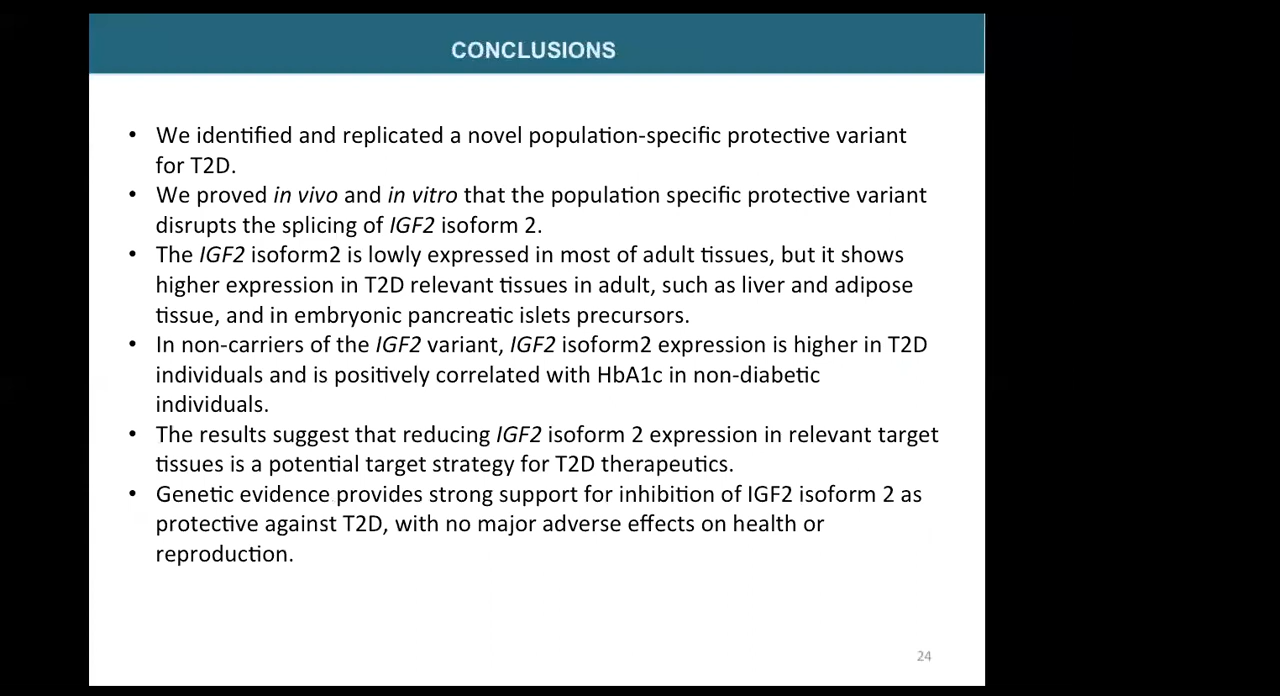 CONCLUSIONS
• We identified and replicated a novel population-specific protective variant
for T2D.
• We proved in vivo and in vitro that the population specific protective variant
disrupts the splicing of IGF2 isoform 2.
• The IGF2 isoform2 is lowly expressed in most of adult tissues, but it shows
higher expression in T2D relevant tissues in adult, such as liver and adipose
tissue, and in embryonic pancreatic islets precursors.
• In non-carriers of the IGF2 variant, IGF2 isoform2 expression is higher in T2D
individuals and is positively correlated with HbA1c in non-diabetic
individuals.
• The results suggest that reducing IGF2 isoform 2 expression in relevant target
tissues is a potential target strategy for T2D therapeutics.
• Genetic evidence provides strong support for inhibition of IGF2 isoform 2 as
protective against T2D, with no major adverse effects on health or
reproduction.
24